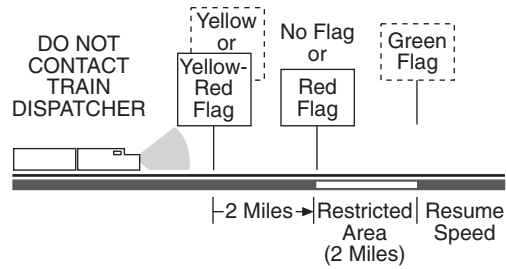 DO NOT
CONTACT
TRAIN
DISPATCHER
Yellow
or
Yellow-
Red
Flag
No Flag
or
Red
Flag
Green
Flag
2 Miles
Restricted
Area
(2 Miles)
Resume
Speed